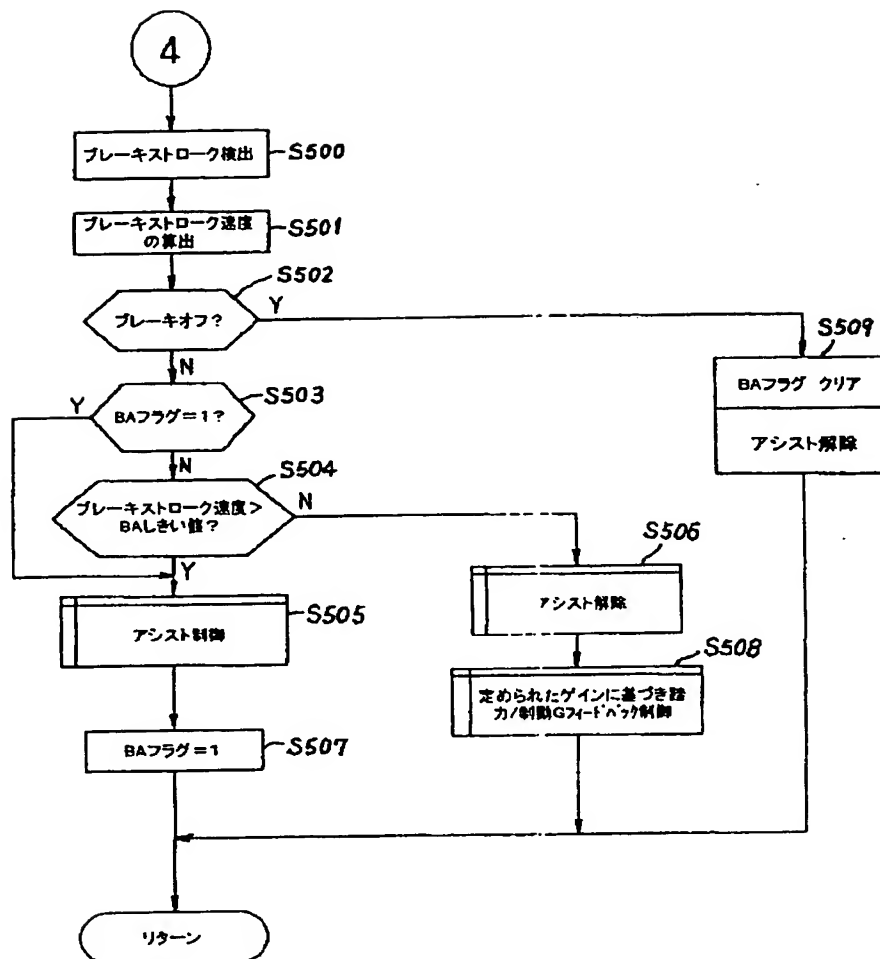 4
ブレーキストローク検出
S500
ブレーキストローク速度
の算出
S501
S502
ブレーキオフ?
Y
N
S509
BAフラグ クリア
アシスト解除
S503
BAフラグ=1?
Y
N
S504
ブレーキストローク速度>
BAしきい値?
N
Y
S505
アシスト制御
S506
アシスト解除
S508
定められたゲインに基づき踏
力/制動Gフィードバック制御
BAフラグ=1
S507
リターン